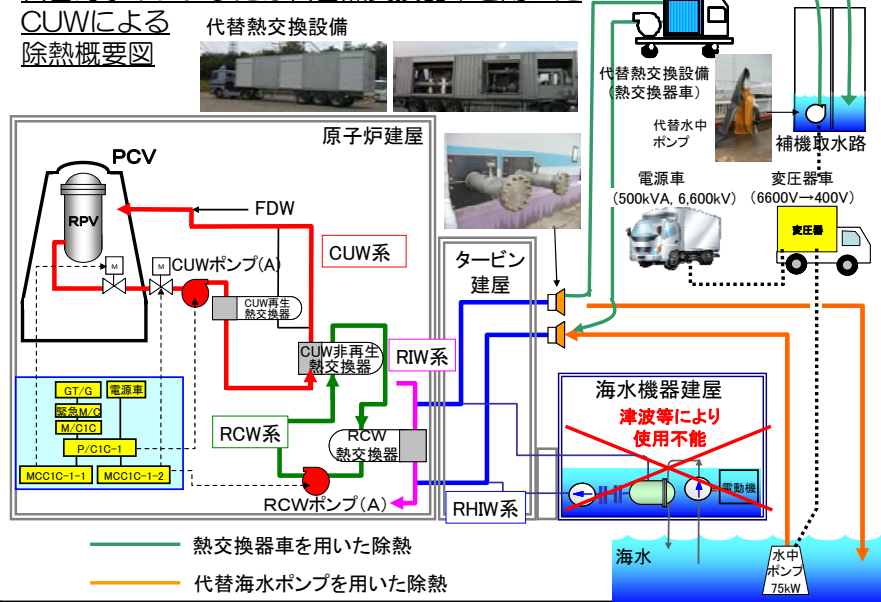 CUWによる
除熱概要図
代替熱交換設備
代替熱交換設備
(熱交換器車)
代替水中
ポンプ
補機取水路
原子炉建屋
PCV
RPV
FDW
CUW系
M
M
CUWポンプ(A)
CUW再生
熱交換器
CUW非再生
熱交換器
RIW系
タービン
建屋
電源車
(500kVA, 6,600kV)
変圧器車
(6600V→400V)
変圧器
GT/G
電源車
緊急M/C
M/C1C
P/C1C-1
MCC1C-1-1
MCC1C-1-2
RCW系
RCW
熱交換器
RCWポンプ(A)
RHIW系
海水機器建屋
津波等により
使用不能
電動機
海水
水中
ポンプ
75kW
熱交換器車を用いた除熱
代替海水ポンプを用いた除熱